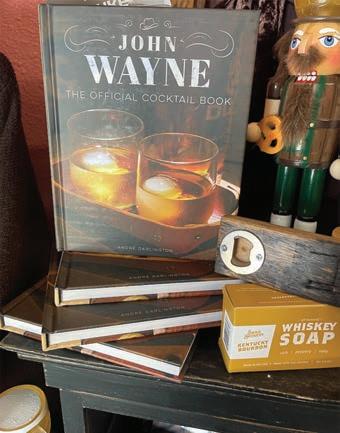 JOHN
WAYNE
THE OFFICIAL COCKTAIL BOOK
ANDRÉ DARLINGTON
ANDRÉ DARLINGTON
ANDRÉ DARLINGTON
WHISKEY
SOAP
KENTUCKY
BOURBON